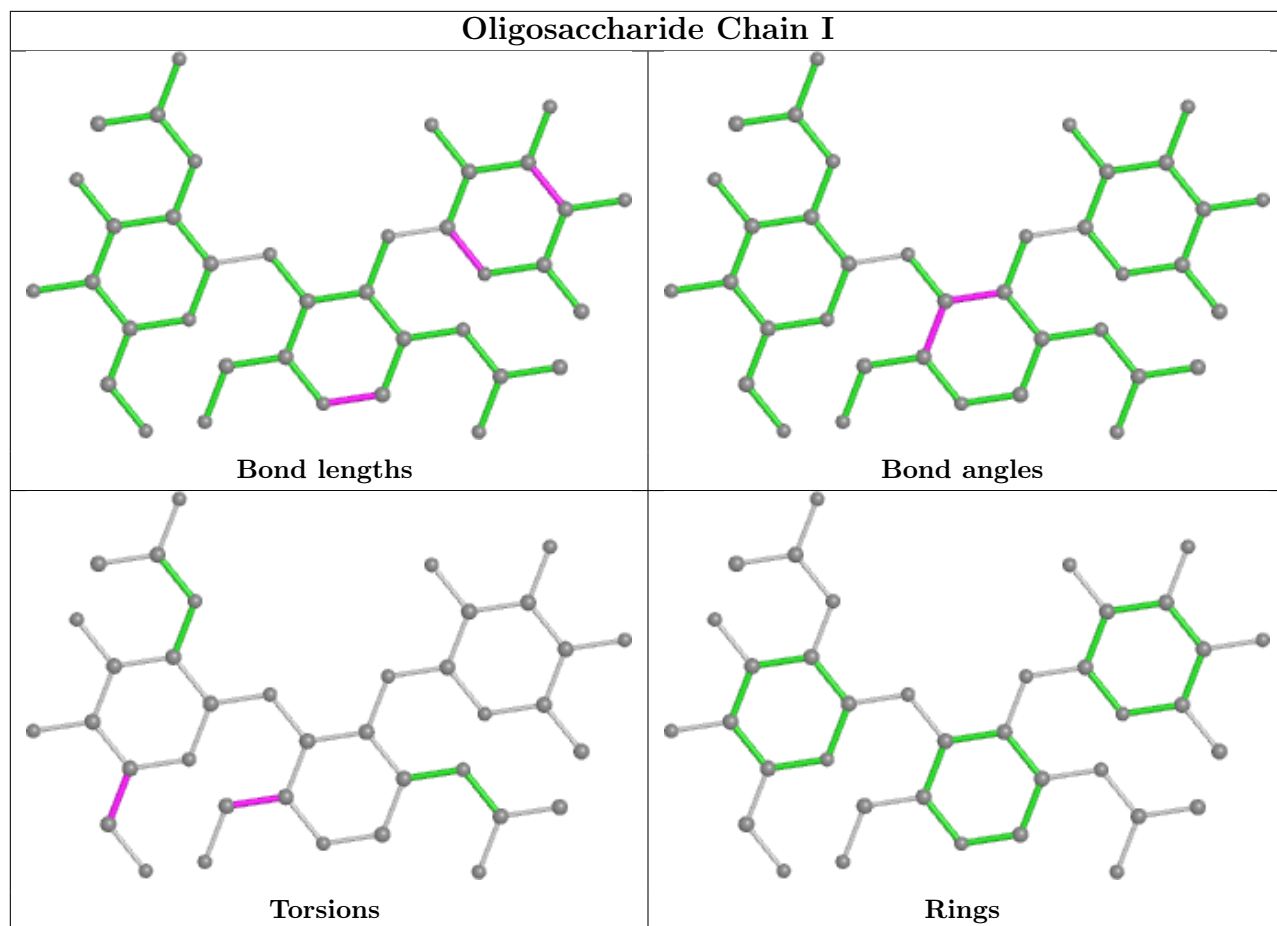 Oligosaccharide Chain I
Bond lengths
Bond angles
Torsions
Rings